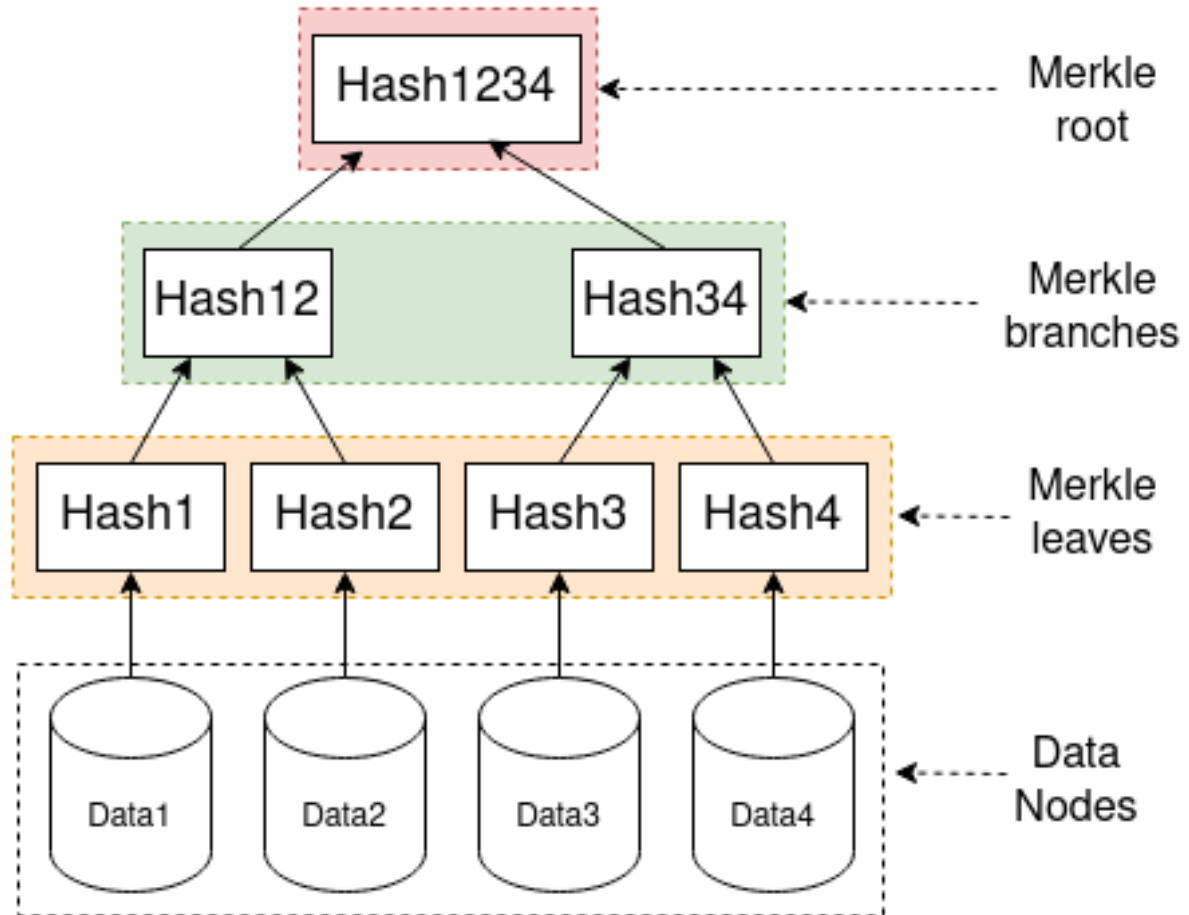 Hash1234
Merkle
root
Hash12
Hash34
Merkle
branches
Hash1
Hash2
Hash3
Hash4
Merkle
leaves
Data1
Data2
Data3
Data4
Data
Nodes